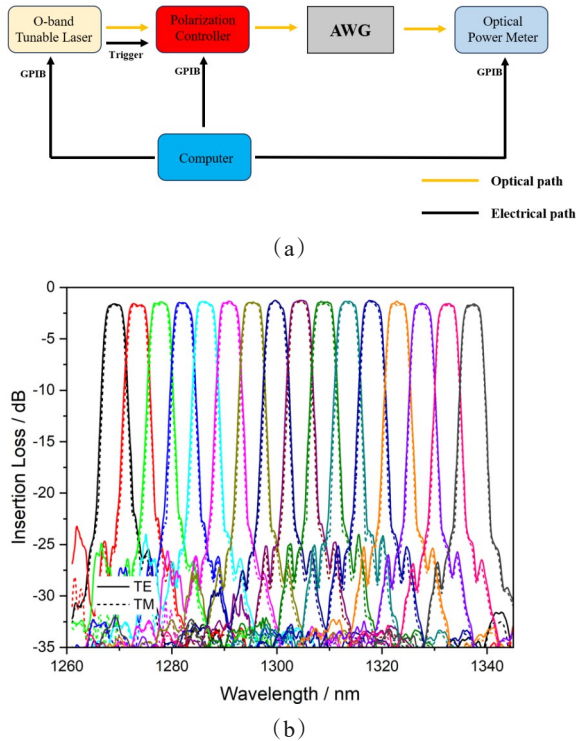 O-band
Tunable Laser
Polarization
Controller
AWG
Optical
Power Meter
Trigger
GPIB
GPIB
GPIB
Computer
Optical path
Electrical path
(a)
0
-5
-10
-15
-20
-25
-30
-35
Insertion Loss / dB
TE
TM
1260
1280
1300
1320
1340
Wavelength / nm
(b)